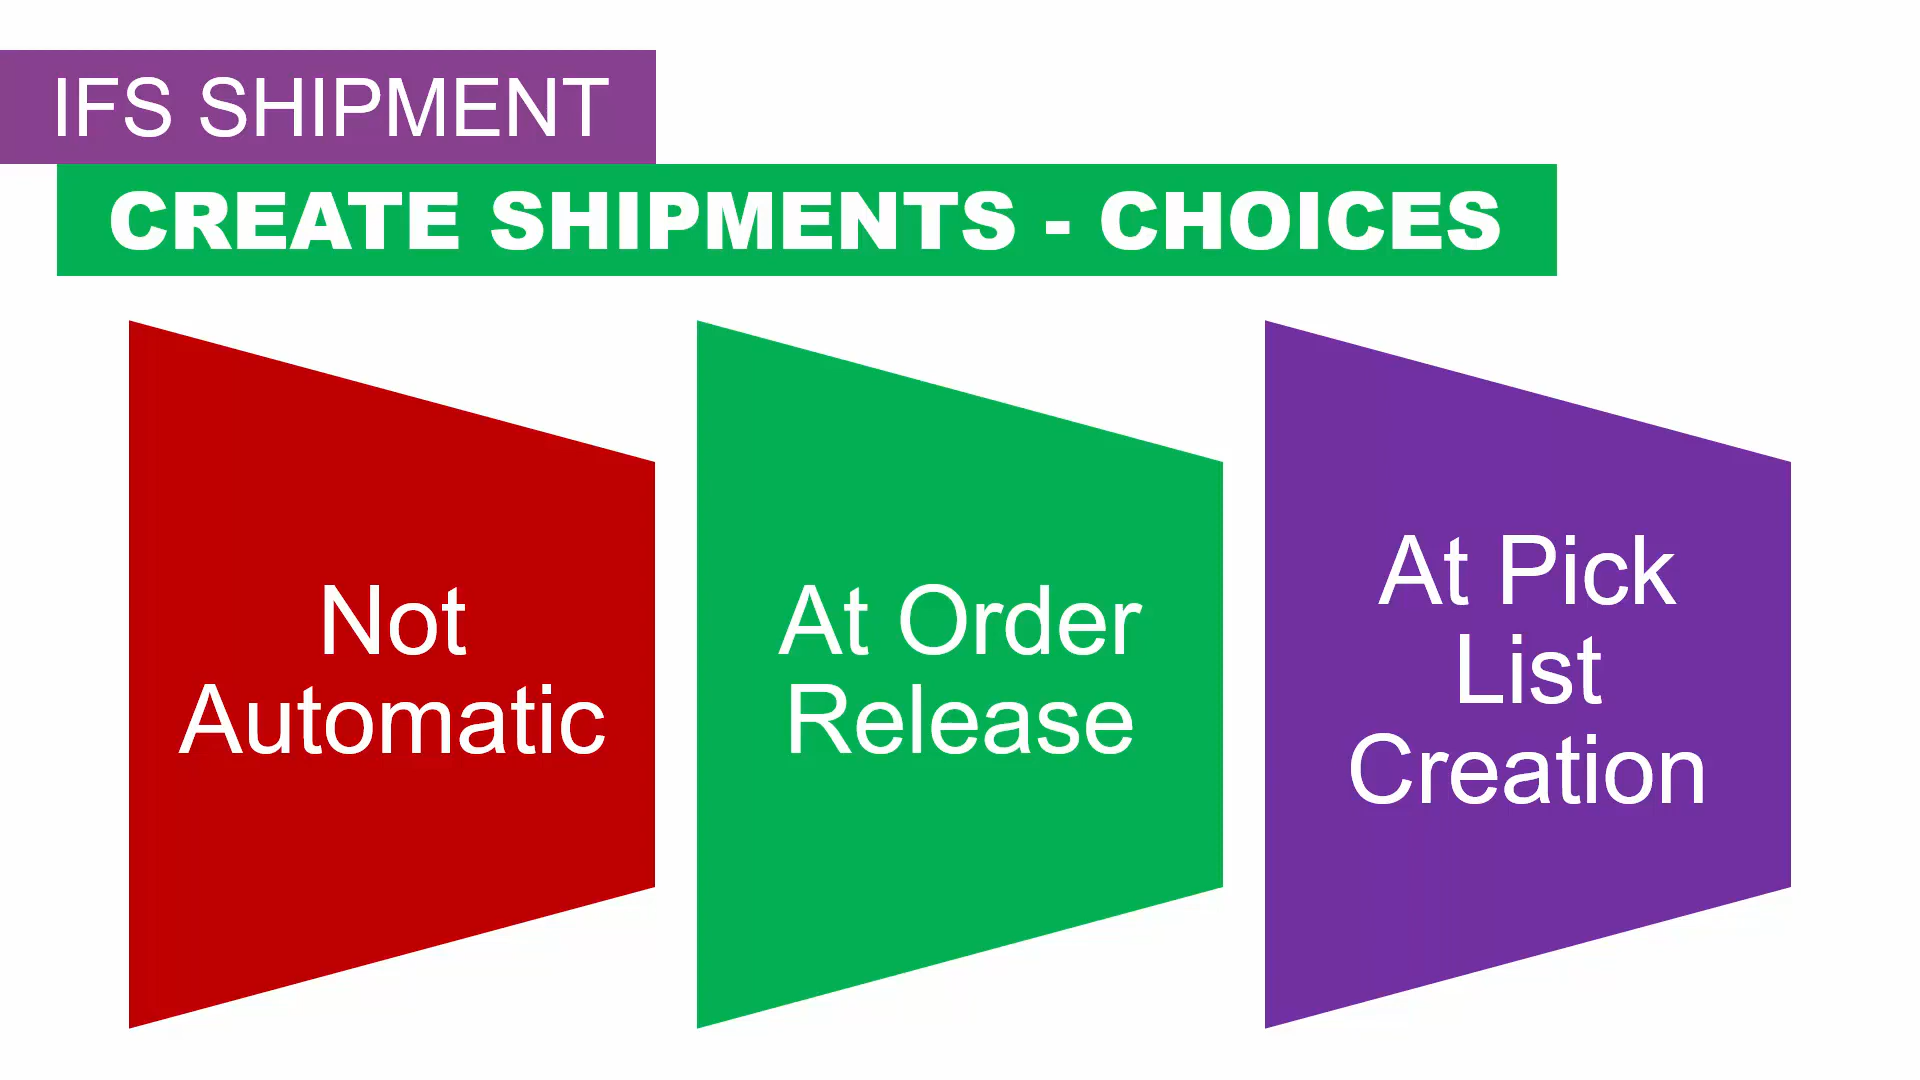 IFS SHIPMENT
CREATE SHIPMENTS - CHOICES
Not
Automatic
At Order
Release
At Pick
List
Creation